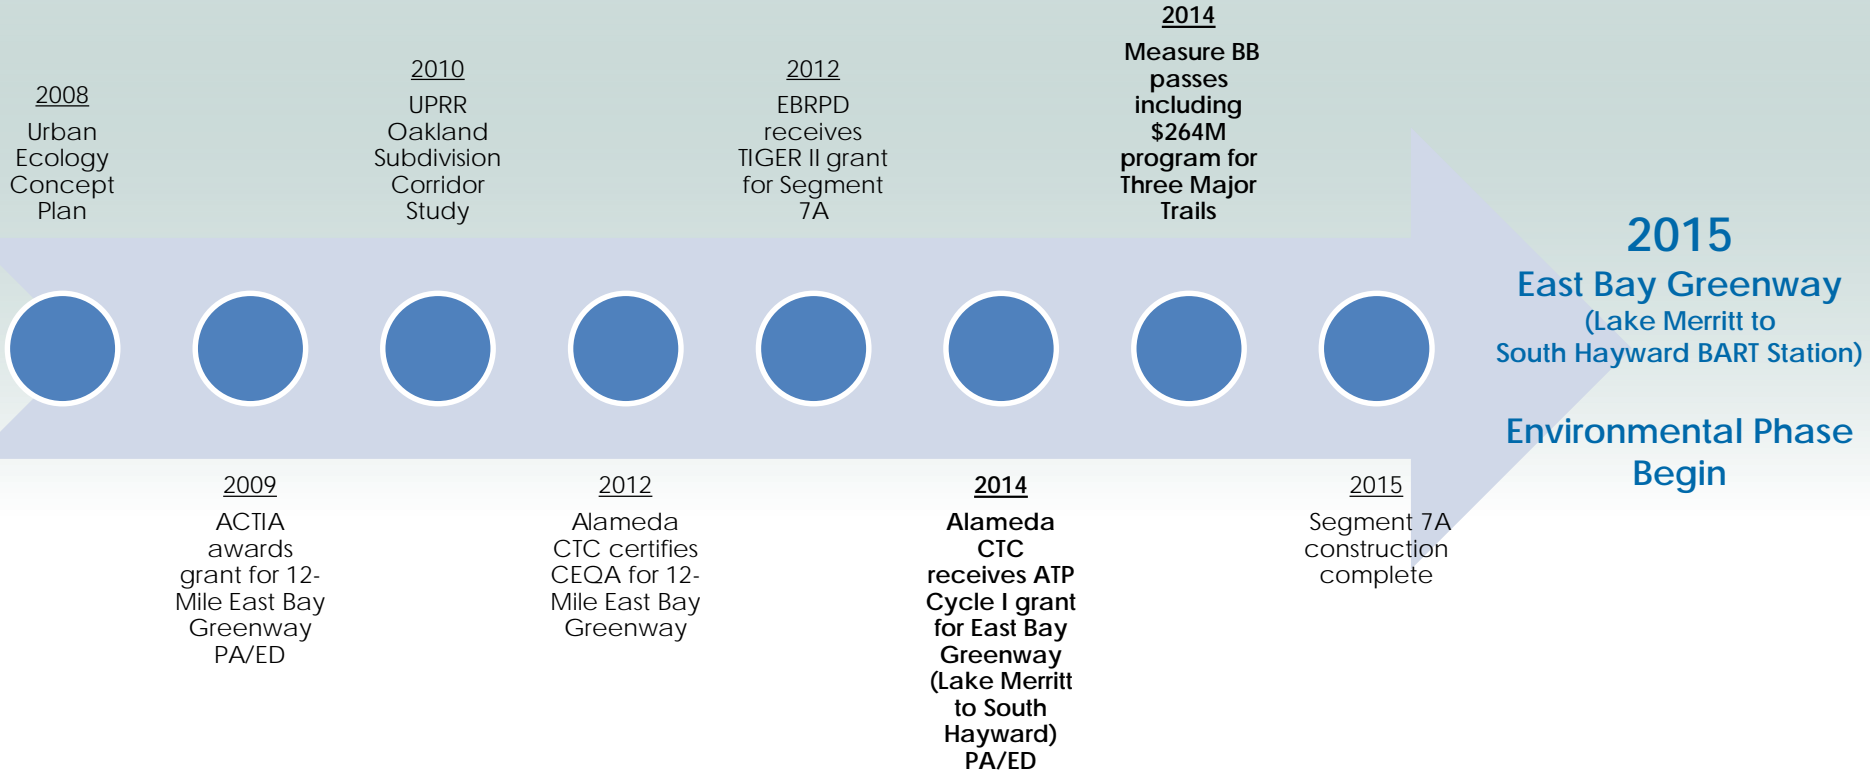 2008
Urban
Ecology
Concept
Plan
2009
ACTIA
awards
grant for 12-
Mile East Bay
Greenway
PA/ED
2010
UPRR
Oakland
Subdivision
Corridor
Study
2012
Alameda
CTC certifies
CEQA for 12-
Mile East Bay
Greenway
2012
EBRPD
receives
TIGER II grant
for Segment
7A
2014
Alameda
CTC
receives ATP
Cycle I grant
for East Bay
Greenway
(Lake Merritt
to South
Hayward)
PA/ED
2014
Measure BB
passes
including
$264M
program for
Three Major
Trails
2015
Segment 7A
construction
complete
2015
East Bay Greenway
(Lake Merritt to
South Hayward BART Station)
Environmental Phase
Begin